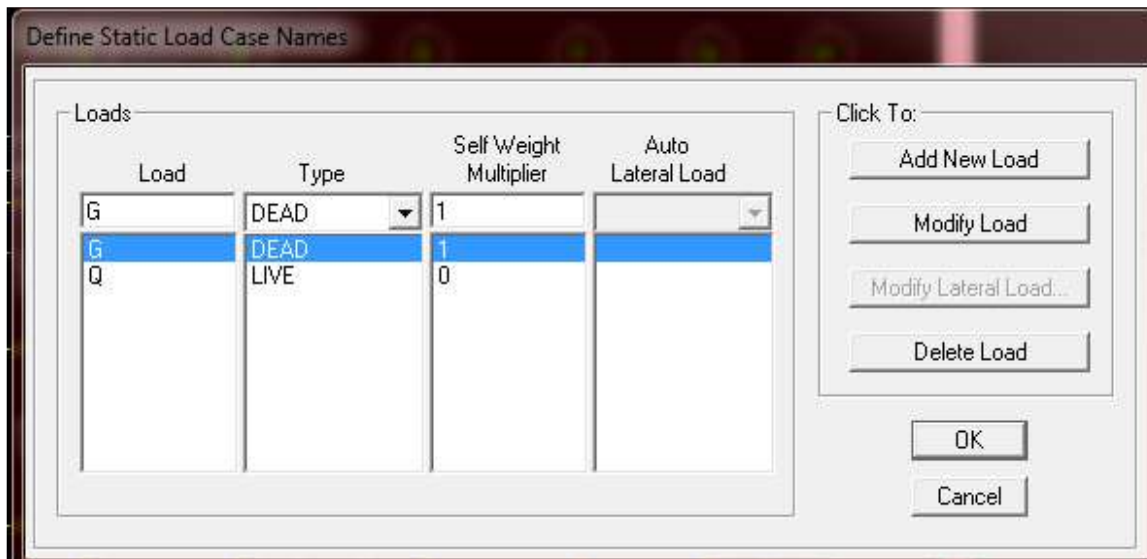 Define Static Load Case Names
Loads
Load Type Self Weight Multiplier Auto Lateral Load
G DEAD 1
G DEAD 1
Q LIVE 0
Click To:
Add New Load
Modify Load
Modify Lateral Load...
Delete Load
OK
Cancel